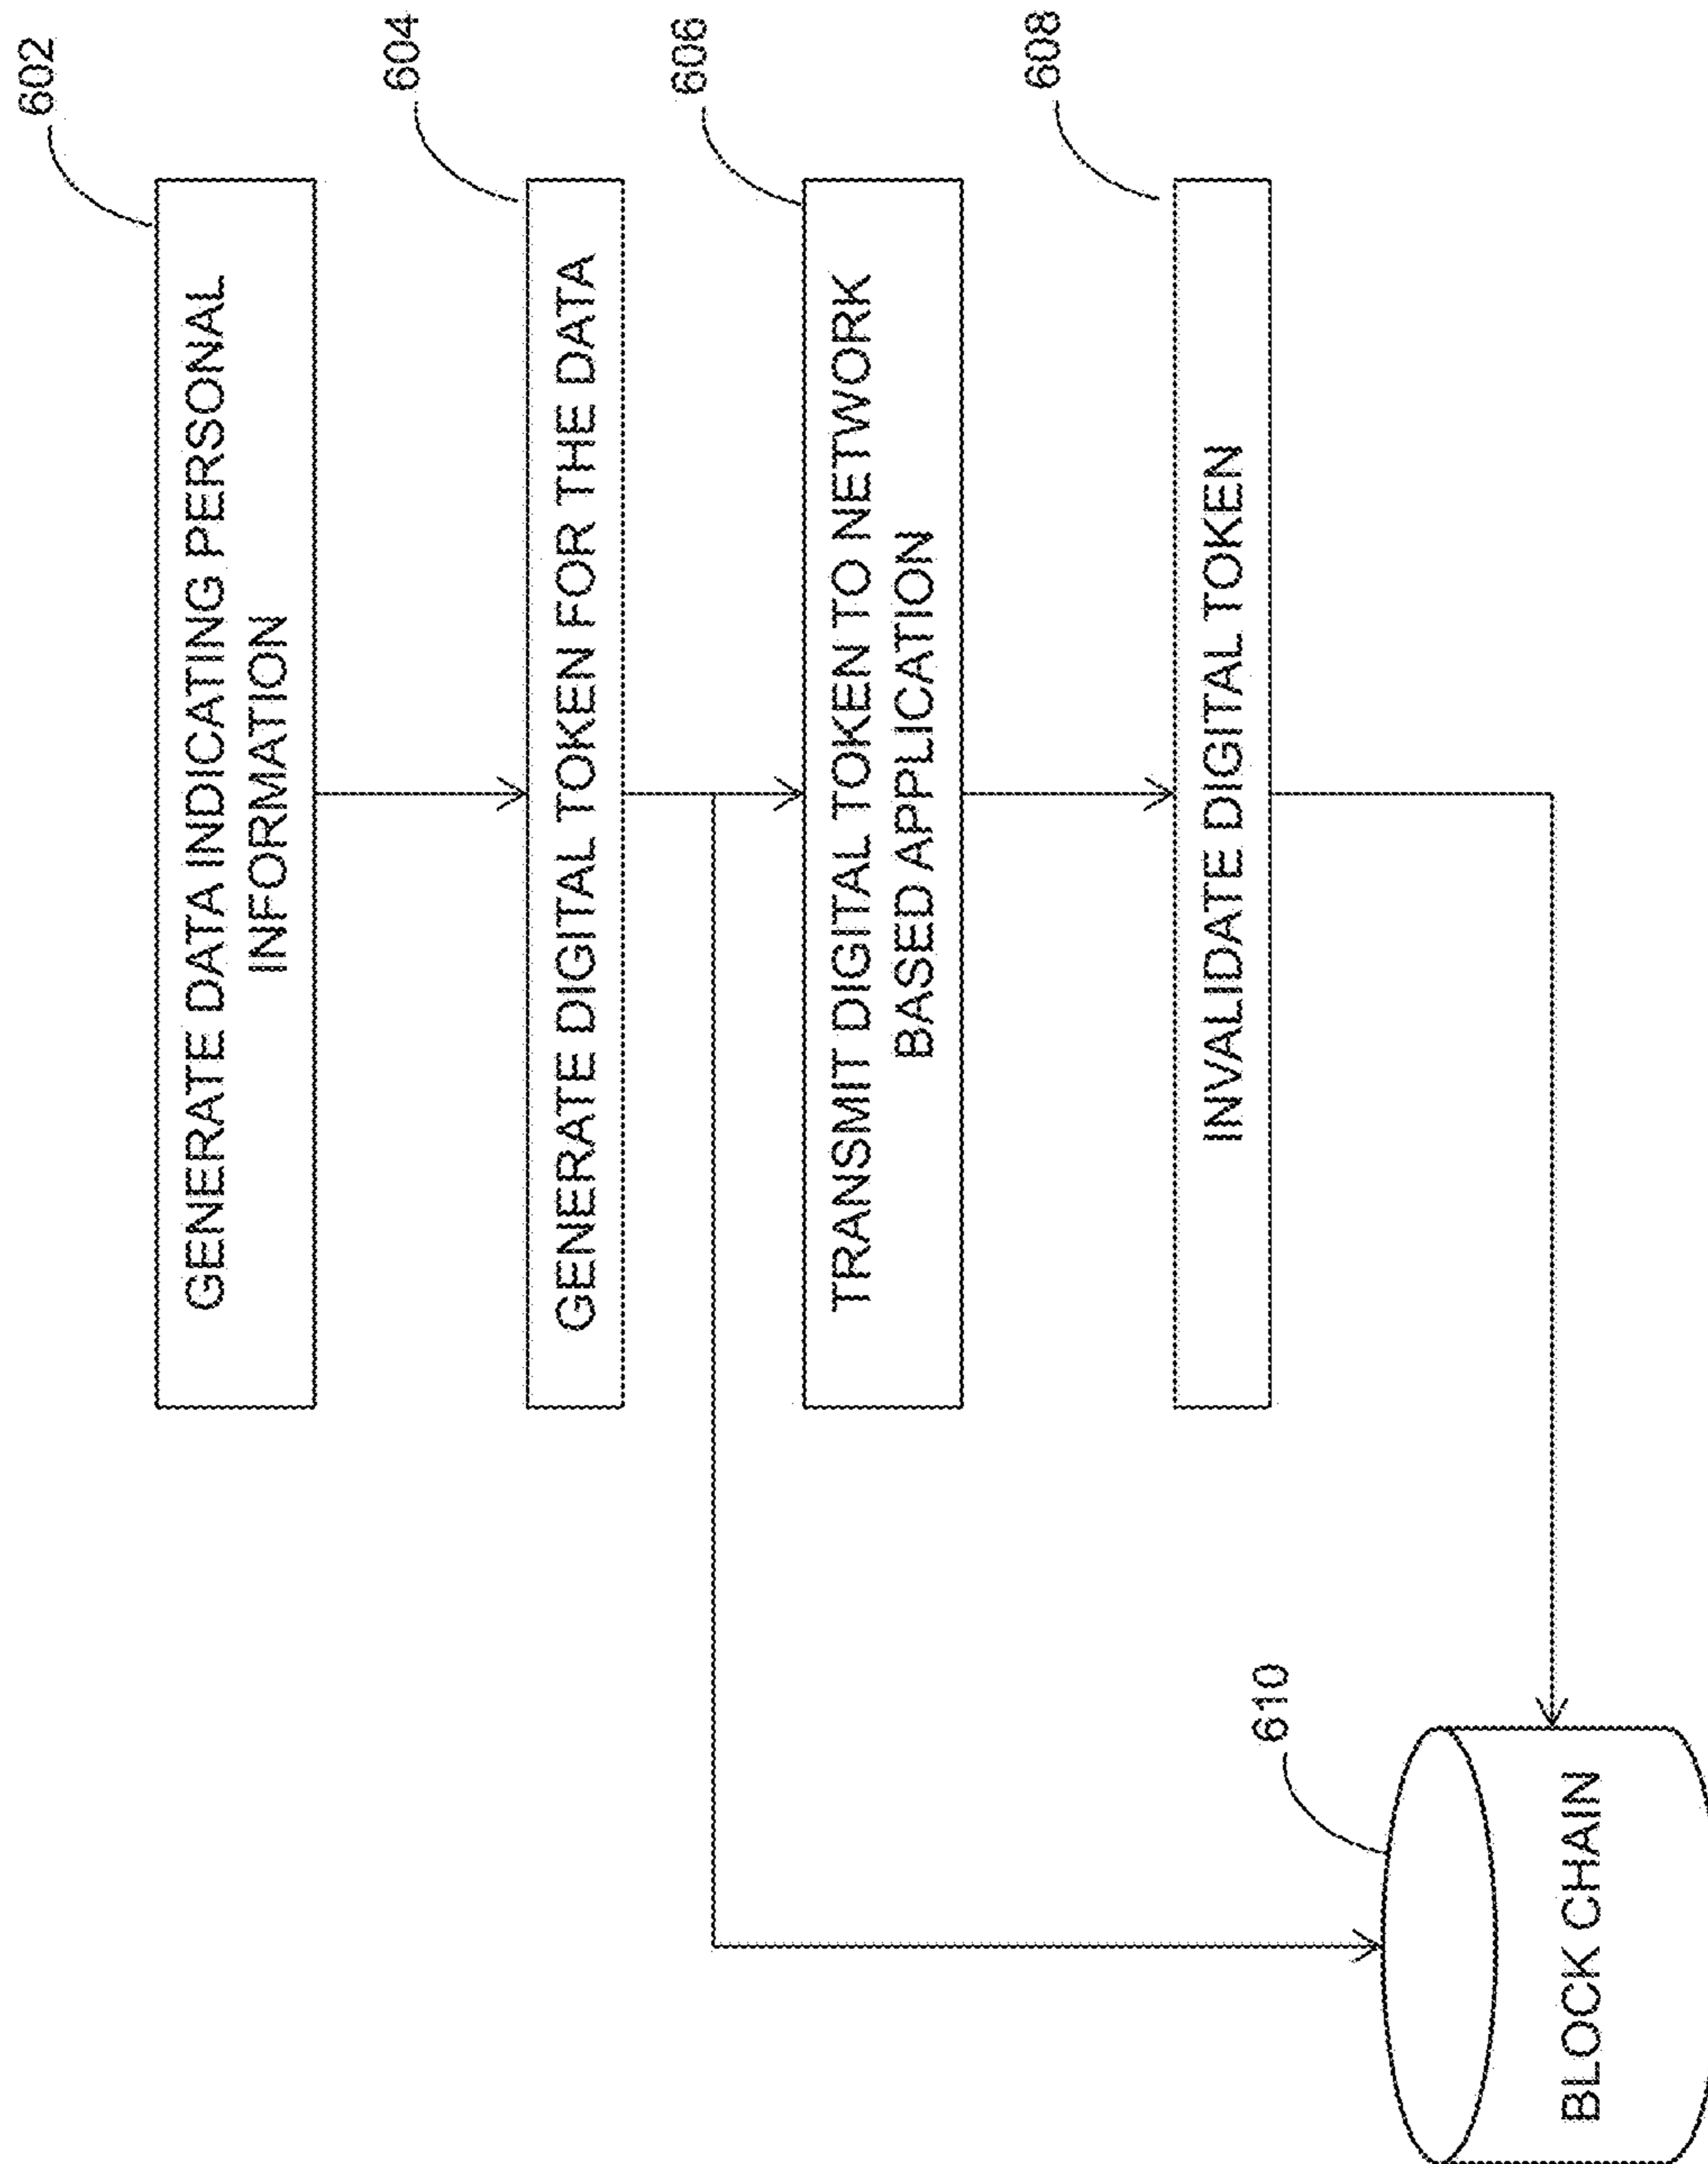 602
GENERATE DATA INDICATING PERSONAL
INFORMATION
604
GENERATE DIGITAL TOKEN FOR THE DATA
606
TRANSMIT DIGITAL TOKEN TO NETWORK
BASED APPLICATION
608
INVALIDATE DIGITAL TOKEN
610
BLOCK CHAIN